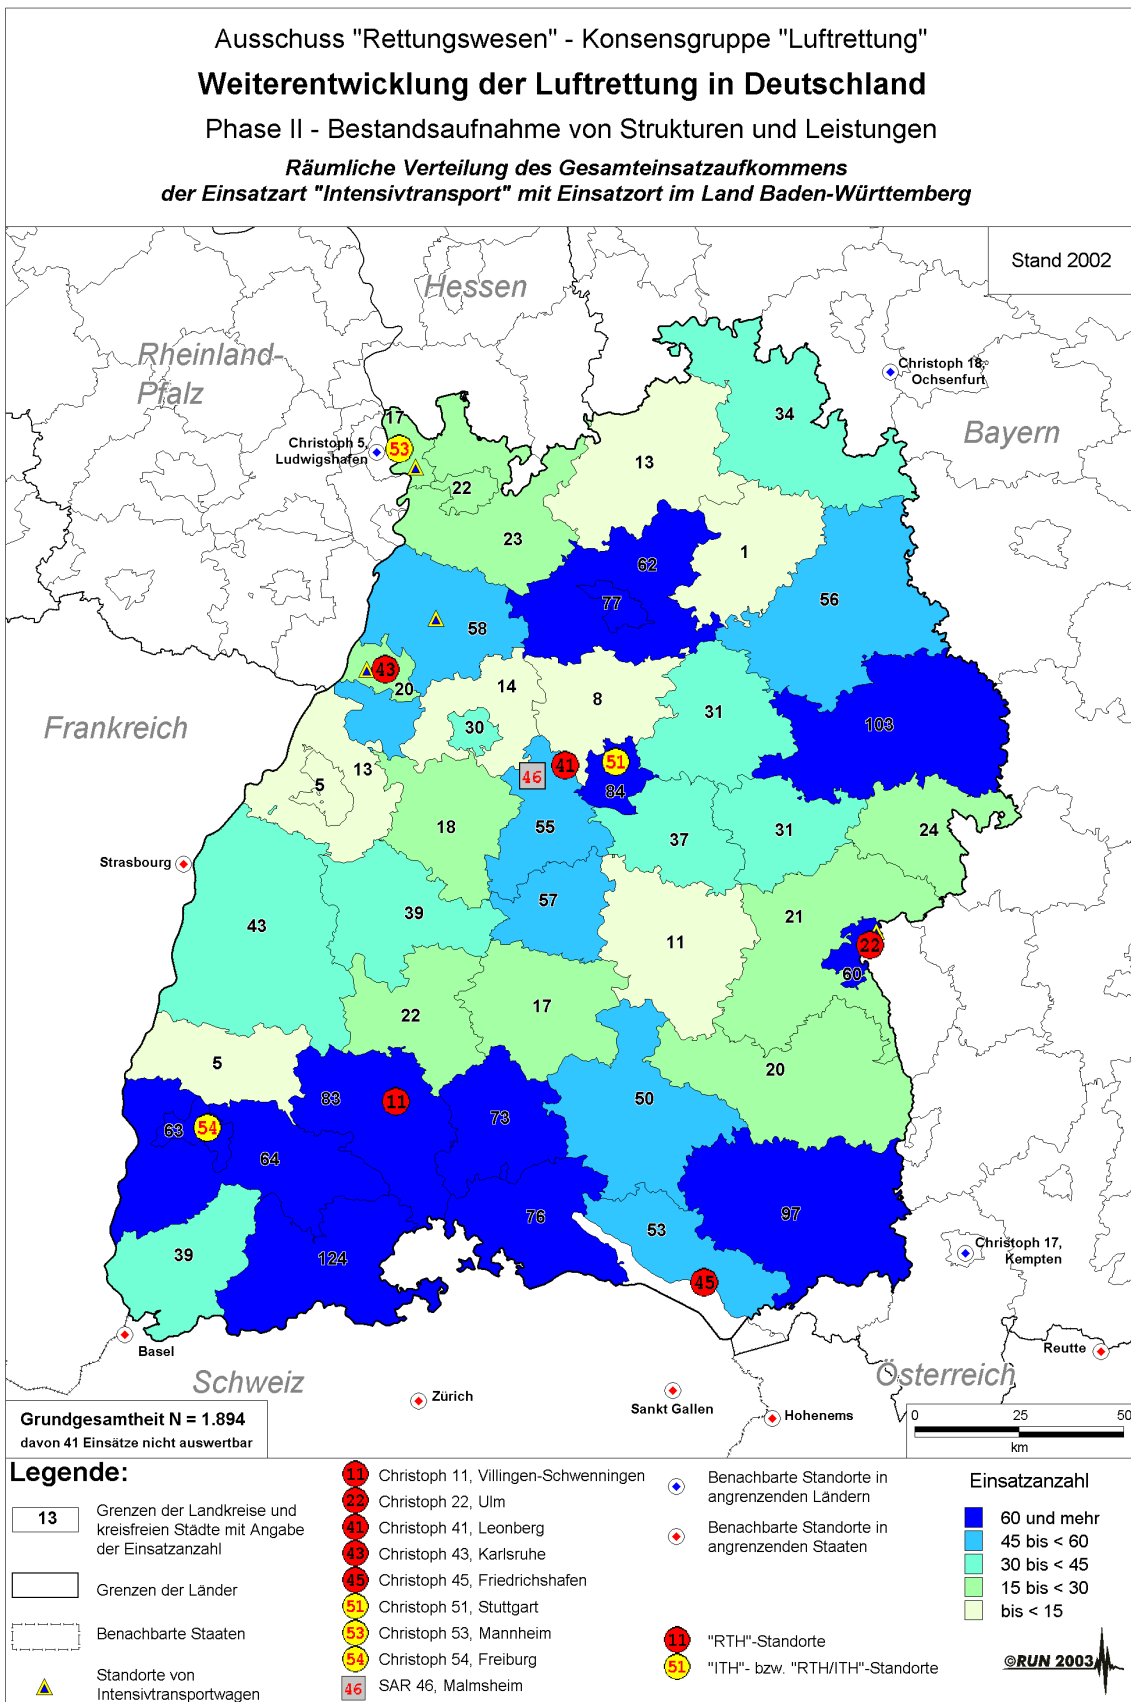 Ausschuss "Rettungswesen" - Konsensgruppe "Luftrettung"
Weiterentwicklung der Luftrettung in Deutschland
Phase II - Bestandsaufnahme von Strukturen und Leistungen
Räumliche Verteilung des Gesamteinsatzaufkommens
der Einsatzart "Intensivtransport" mit Einsatzort im Land Baden-Württemberg
Stand 2002
Hessen
Rheinland-
Pfalz
Christoph 18,
Ochsenfurt
Bayern
34
17
Christoph 5,
Ludwigshafen
53
13
22
23
1
62
77
56
58
43
20
14
8
31
30
103
Frankreich
13
5
46
41
51
84
18
55
37
31
24
Strasbourg
39
57
43
11
21
22
60
22
17
5
20
83
11
73
50
63
54
64
76
53
97
39
124
45
Christoph 17,
Kempten
Basel
Schweiz
Zürich
Sankt Gallen
Hohenems
Österreich
Reutte
0 25 50
km
Grundgesamtheit N = 1.894
davon 41 Einsätze nicht auswertbar
Legende:
13
Grenzen der Landkreise und
kreisfreien Städte mit Angabe
der Einsatzanzahl
Grenzen der Länder
Benachbarte Staaten
Standorte von
Intensivtransportwagen
11 Christoph 11, Villingen-Schwenningen
22 Christoph 22, Ulm
41 Christoph 41, Leonberg
43 Christoph 43, Karlsruhe
45 Christoph 45, Friedrichshafen
51 Christoph 51, Stuttgart
53 Christoph 53, Mannheim
54 Christoph 54, Freiburg
46 SAR 46, Malmsheim
Benachbarte Standorte in
angrenzenden Ländern
Benachbarte Standorte in
angrenzenden Staaten
11 "RTH"-Standorte
51 "ITH"- bzw. "RTH/ITH"-Standorte
Einsatzanzahl
60 und mehr
45 bis < 60
30 bis < 45
15 bis < 30
bis < 15
©RUN 2003